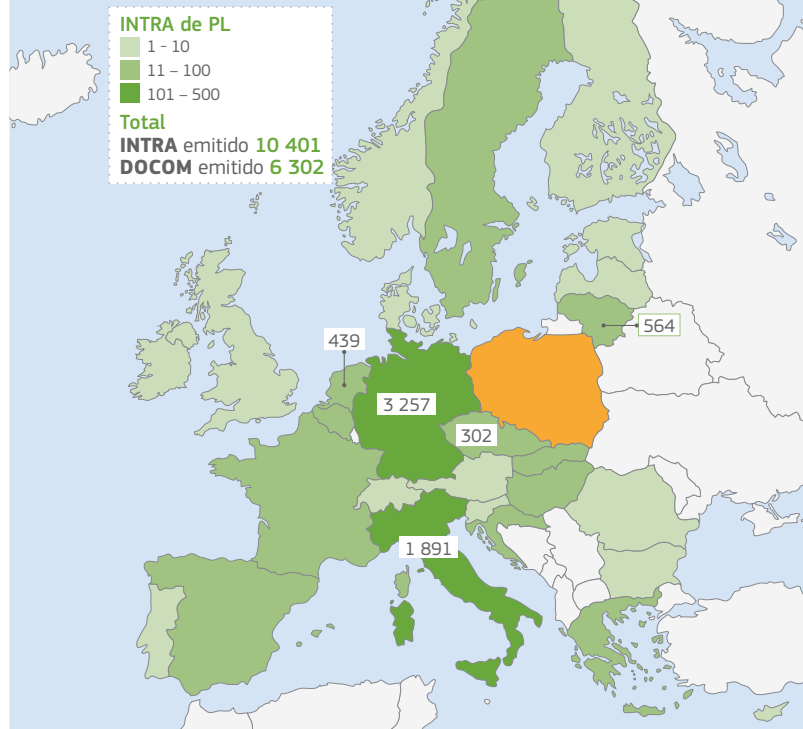 INTRA de PL
1 - 10
11 – 100
101 – 500
Total
INTRA emitido 10 401
DOCOM emitido 6 302
564
439
3 257
302
1 891